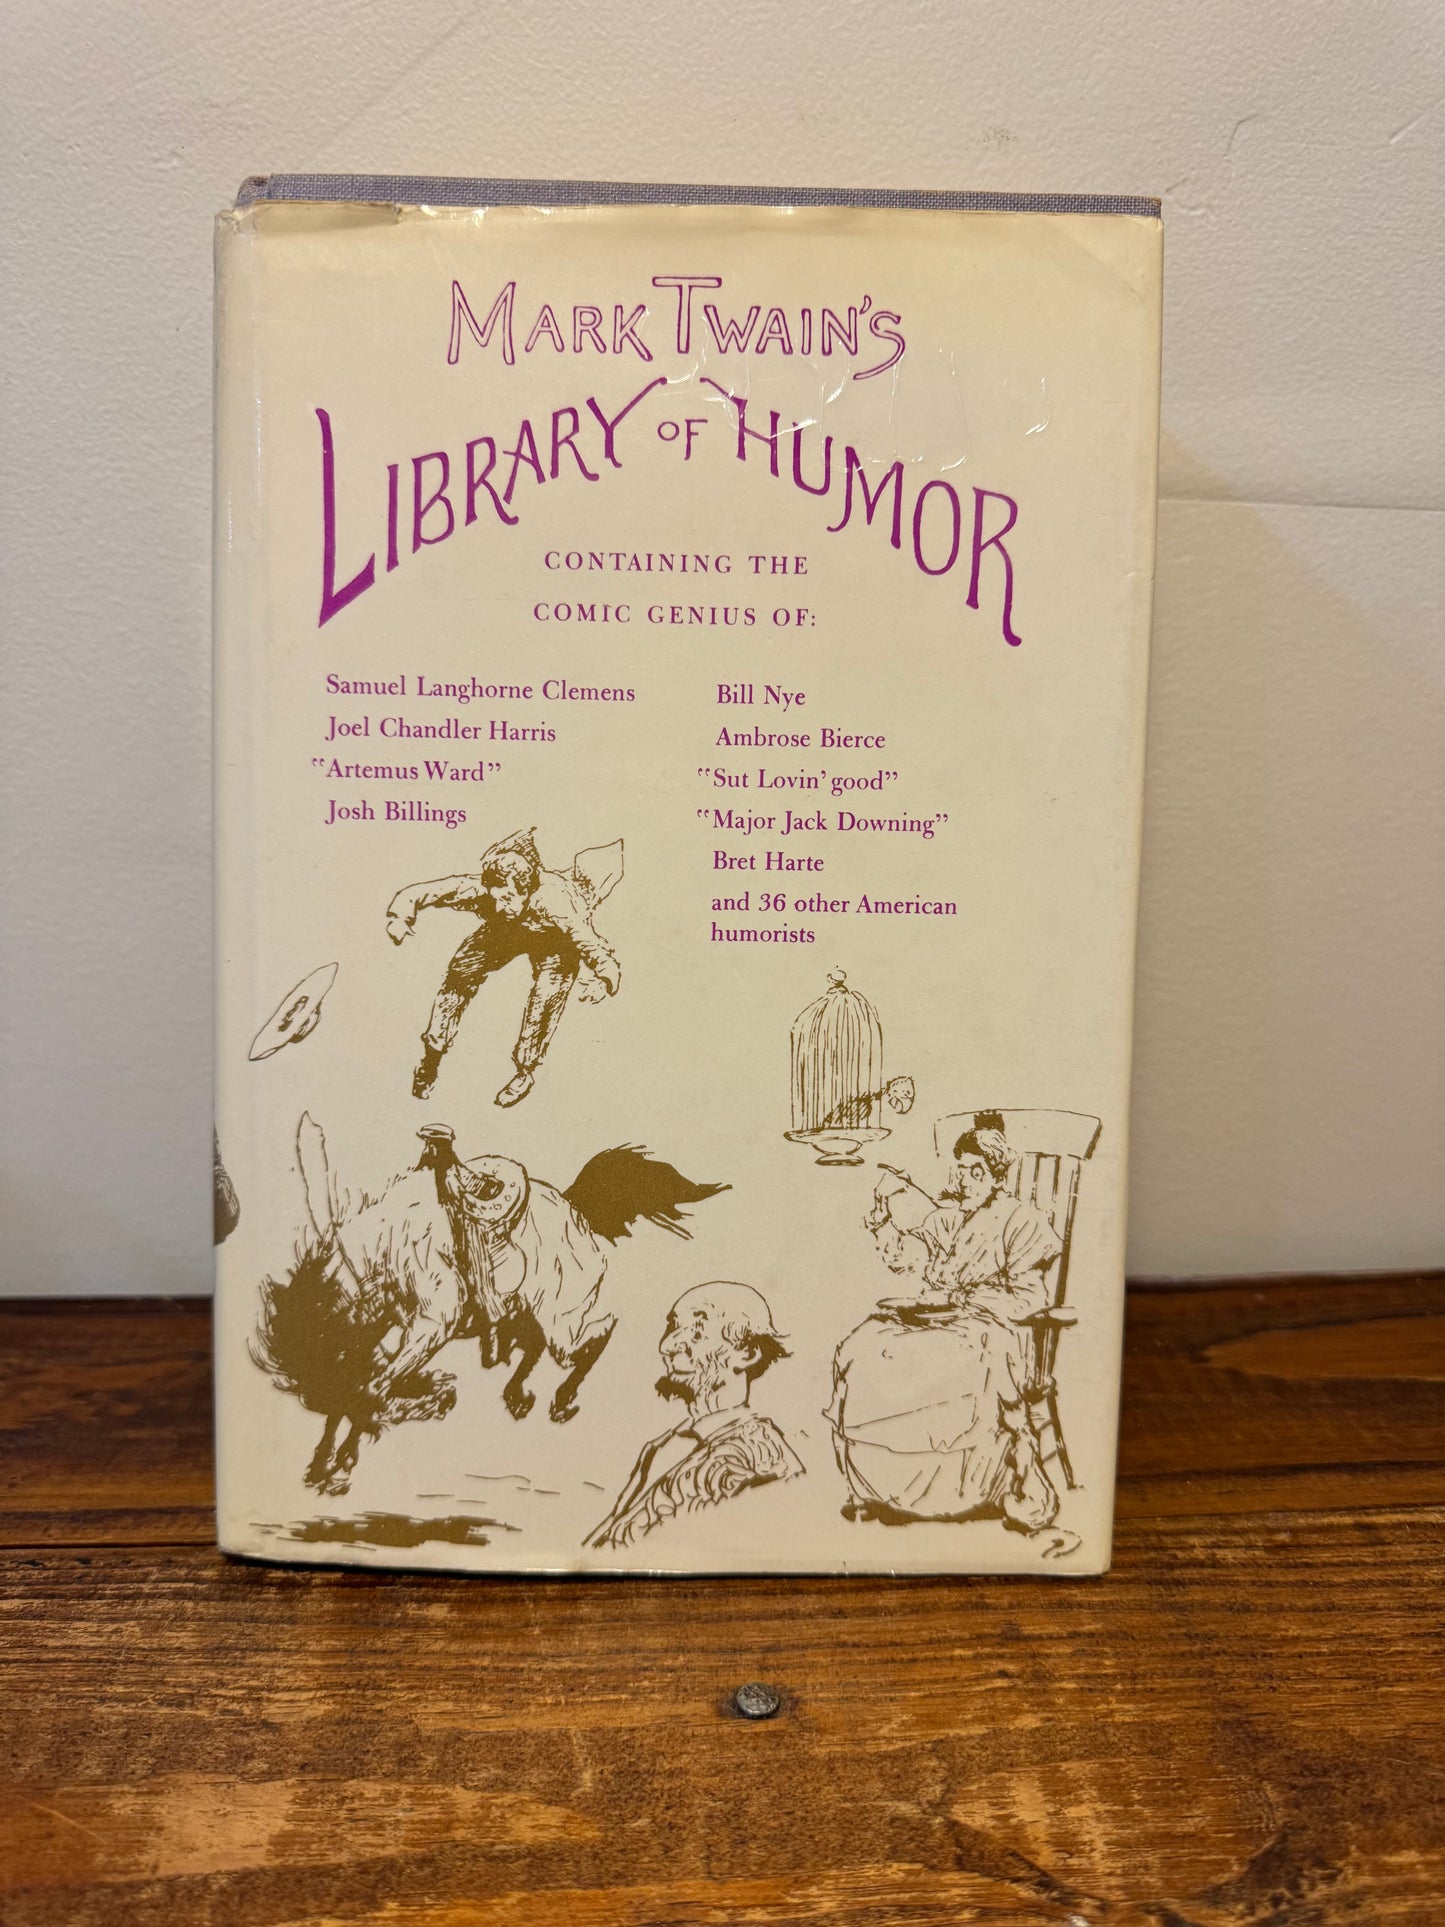 MARK TWAIN'S
LIBRARY OF HUMOR
CONTAINING THE
COMIC GENIUS OF:
Samuel Langhorne Clemens
Joel Chandler Harris
"Artemus Ward"
Josh Billings
Bill Nye
Ambrose Bierce
"Sut Lovin'good"
"Major Jack Downing"
Bret Harte
and 36 other American
humorists